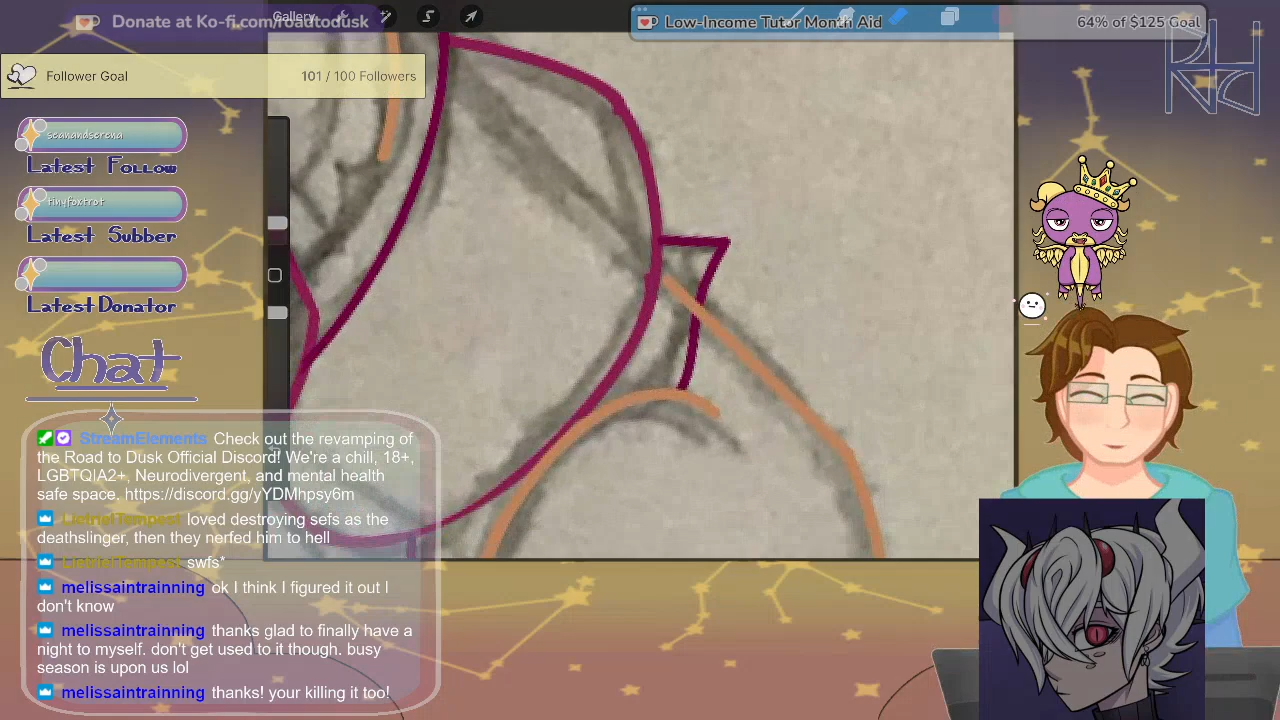 Donate at Ko-fi.com/roadtodusk
Gallery
Low-Income Tutor Month Aid
64% of $125 Goal
Follower Goal
101 / 100 Followers
seanandserena
Latest Follow
tinyfoxtrot
Latest Subber
Latest Donator
Chat
StreamElements Check out the revamping of
the Road to Dusk Official Discord! We're a chill, 18+,
LGBTQIA2+, Neurodivergent, and mental health
safe space. https://discord.gg/yYDMhpsy6m
LietrielTempest loved destroying sefs as the
deathslinger, then they nerfed him to hell
LietrielTempest swfs*
melissaintrainning ok I think I figured it out I
don't know
melissaintrainning thanks glad to finally have a
night to myself. don't get used to it though. busy
season is upon us lol
melissaintrainning thanks! your killing it too!